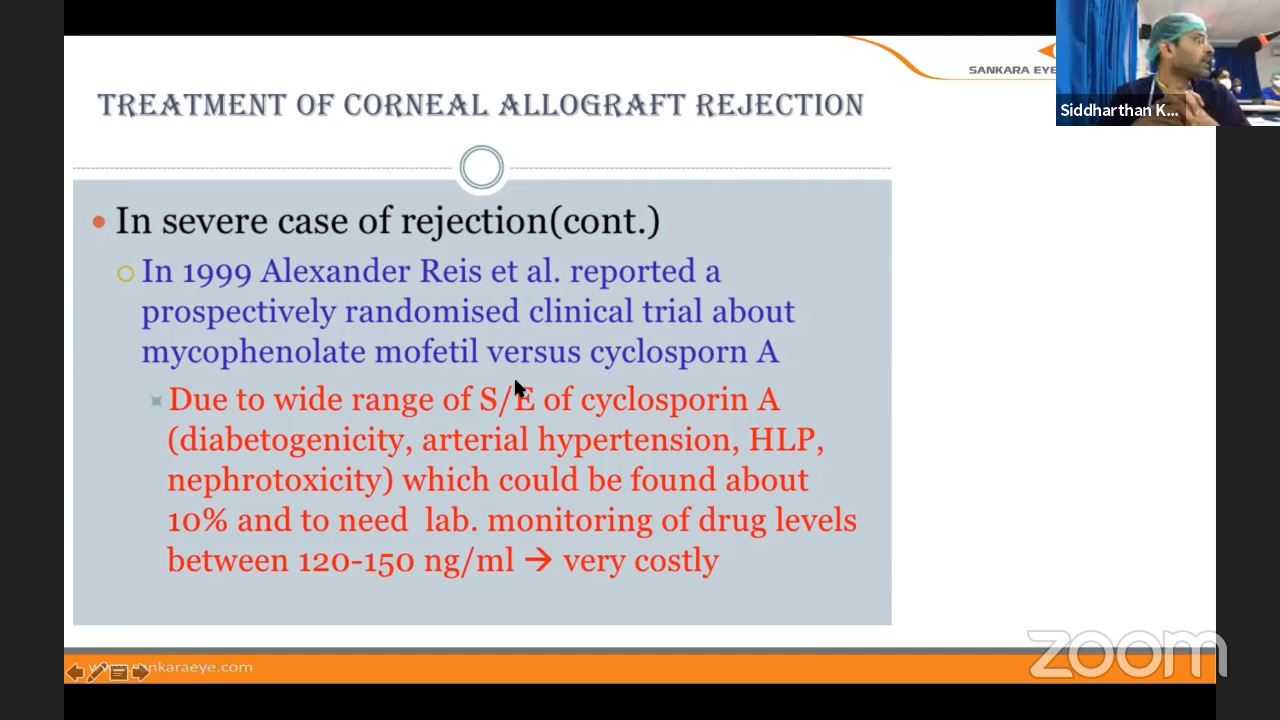 SANKARA EYE
Siddharthan K...
TREATMENT OF CORNEAL ALLOGRAFT REJECTION
In severe case of rejection(cont.)
In 1999 Alexander Reis et al. reported a
prospectively randomised clinical trial about
mycophenolate mofetil versus cyclosporn A
Due to wide range of S/E of cyclosporin A
(diabetogenicity, arterial hypertension, HLP,
nephrotoxicity) which could be found about
10% and to need lab. monitoring of drug levels
between 120-150 ng/ml → very costly
www.sankaraeye.com
zoom